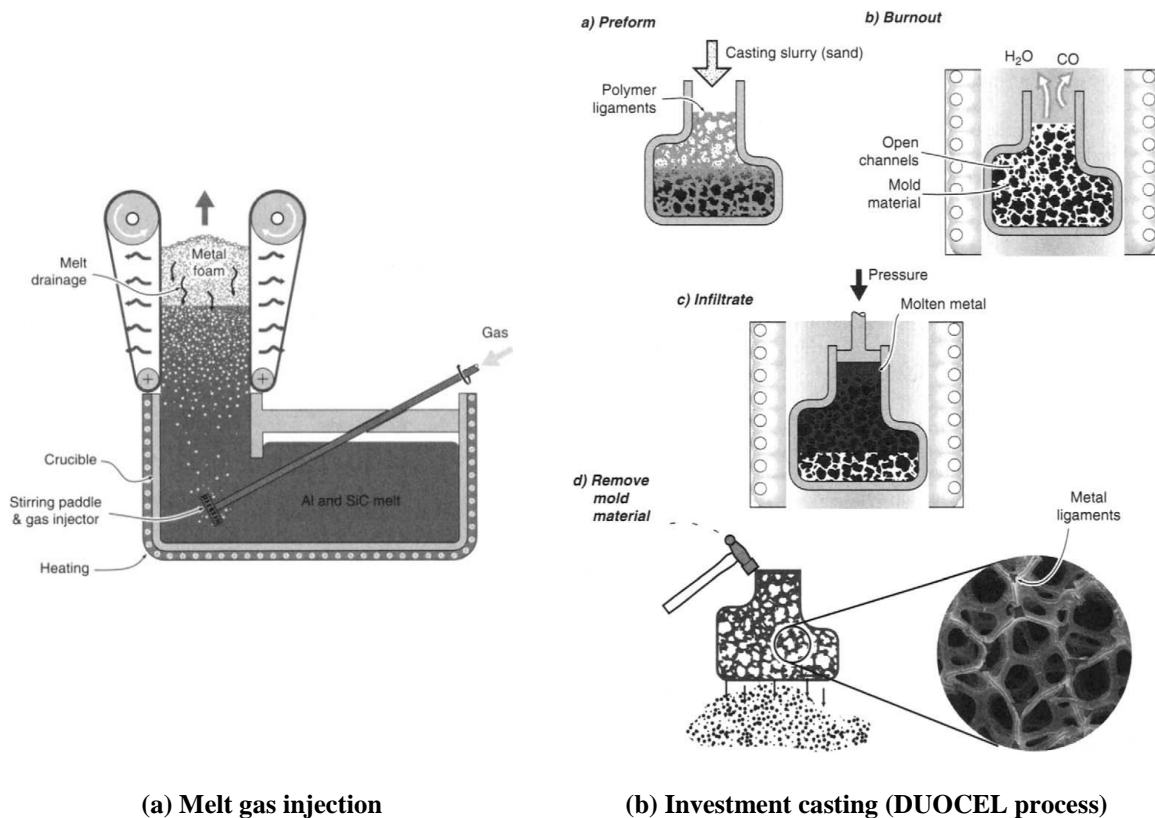 Melt
drainage
Metal
foam
Gas
Crucible
Stirring paddle
& gas injector
Al and SiC melt
Heating
a) Preform
Casting slurry (sand)
Polymer
ligaments
b) Burnout
H₂O
CO
Open
channels
Mold
material
Pressure
c) Infiltrate
Molten metal
d) Remove
mold
material
Metal
ligaments
(a) Melt gas injection
(b) Investment casting (DUOCEL process)